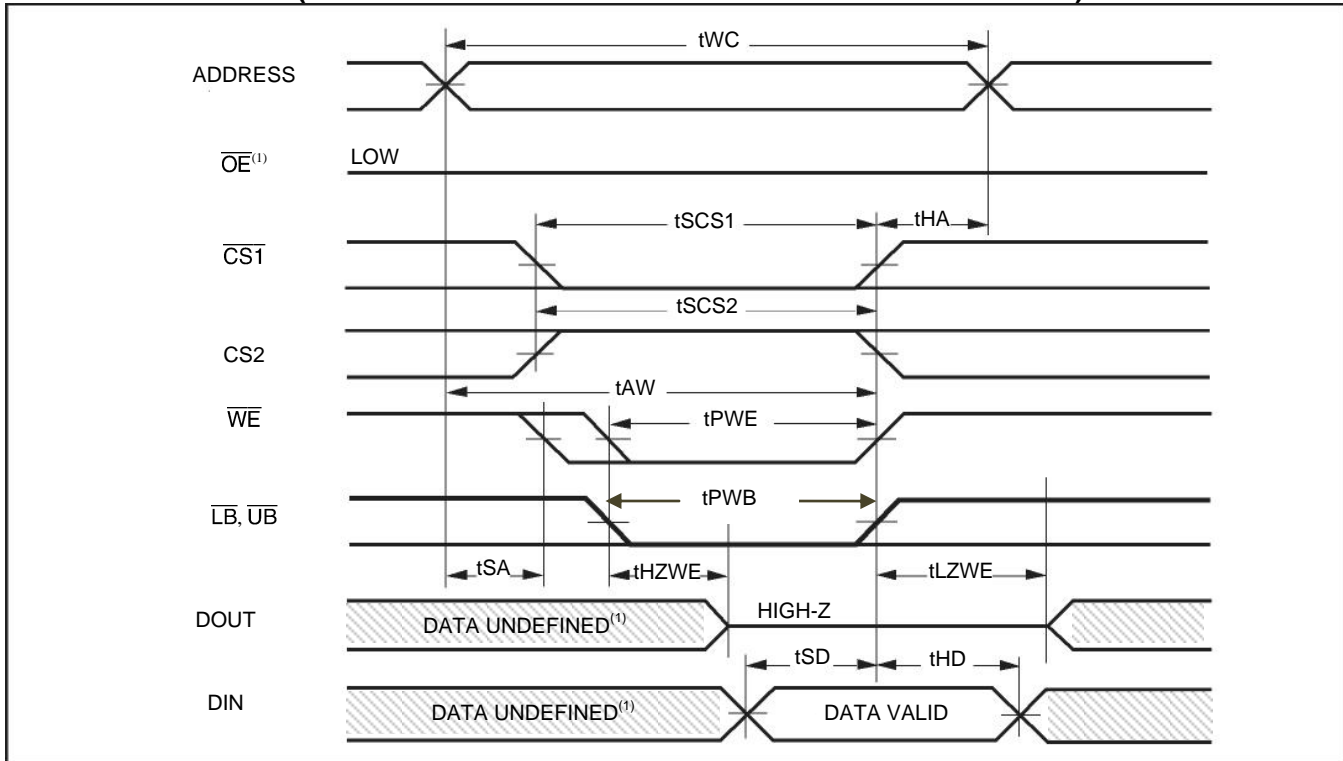 tWC
ADDRESS
OE(1)
LOW
tSCS1
tHA
CS1
tSCS2
CS2
tAW
WE
tPWE
tPWB
LB, UB
tSA
tHZWE
tLZWE
DOUT
DATA UNDEFINED(1)
HIGH-Z
tSD
tHD
DIN
DATA UNDEFINED(1)
DATA VALID